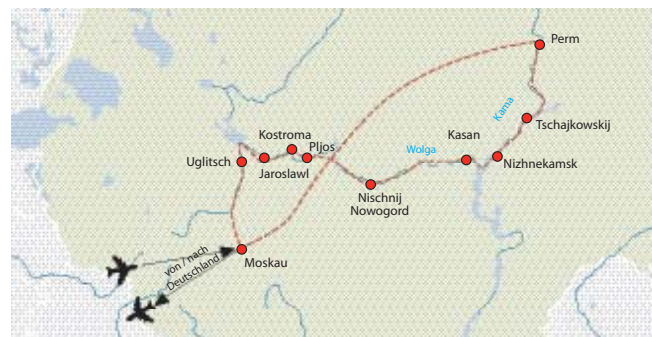 Perm
Kama
Tschajkowskij
Kostroma
Pljos
Kasan
Wolga
Uglitsch
Jaroslawl
Nizhnekamsk
Nischnij
Nowogord
Moskau
von / nach
Deutschland